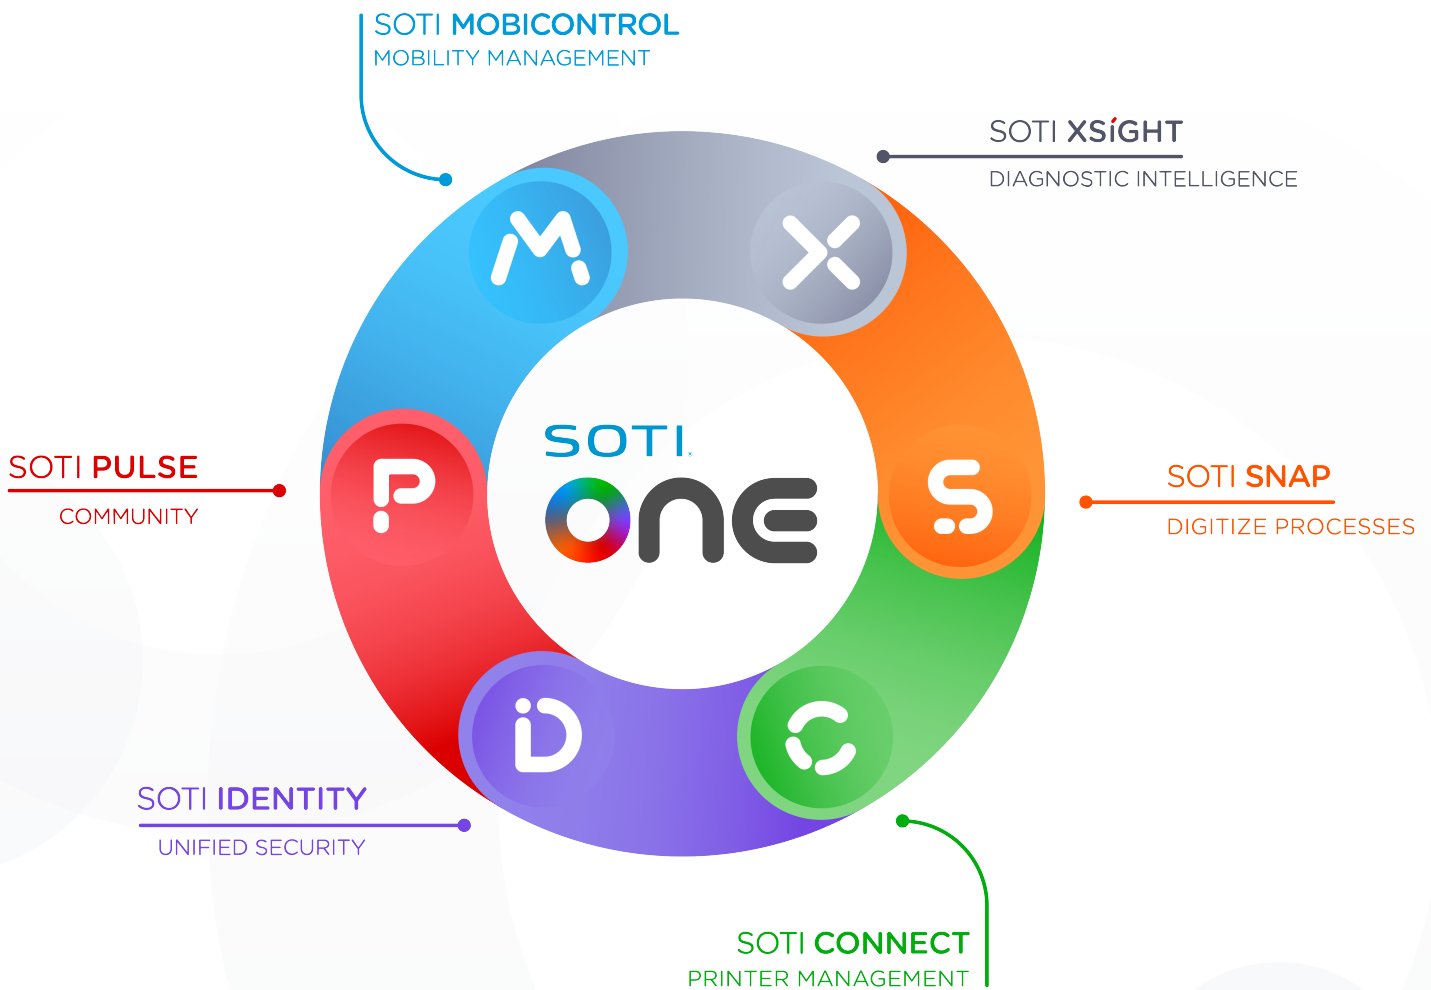 SOTI MOBICONTROL
MOBILITY MANAGEMENT
SOTI XSIGHT
DIAGNOSTIC INTELLIGENCE
M
X
SOTI
ONE
SOTI PULSE
COMMUNITY
P
S
SOTI SNAP
DIGITIZE PROCESSES
iD
C
SOTI IDENTITY
UNIFIED SECURITY
SOTI CONNECT
PRINTER MANAGEMENT